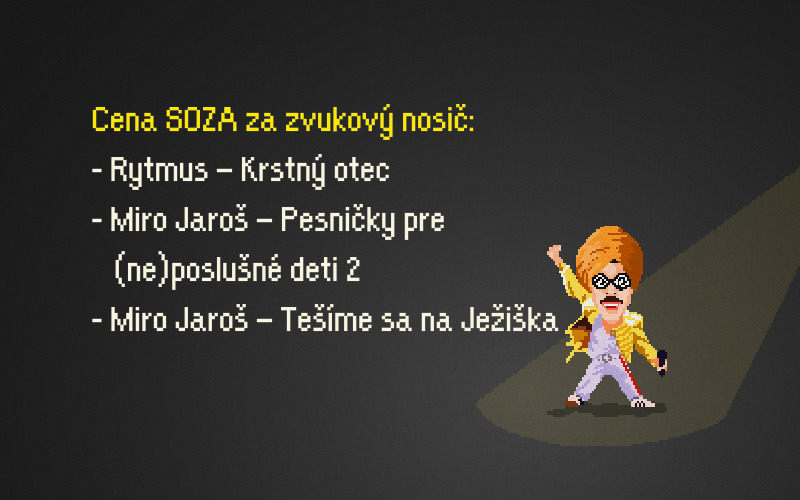 Cena SOZA za zvukový nosič:
- Rytmus – Krstný otec
- Miro Jaroš – Pesničky pre
(ne)poslušné deti 2
- Miro Jaroš – Tešíme sa na Ježiška